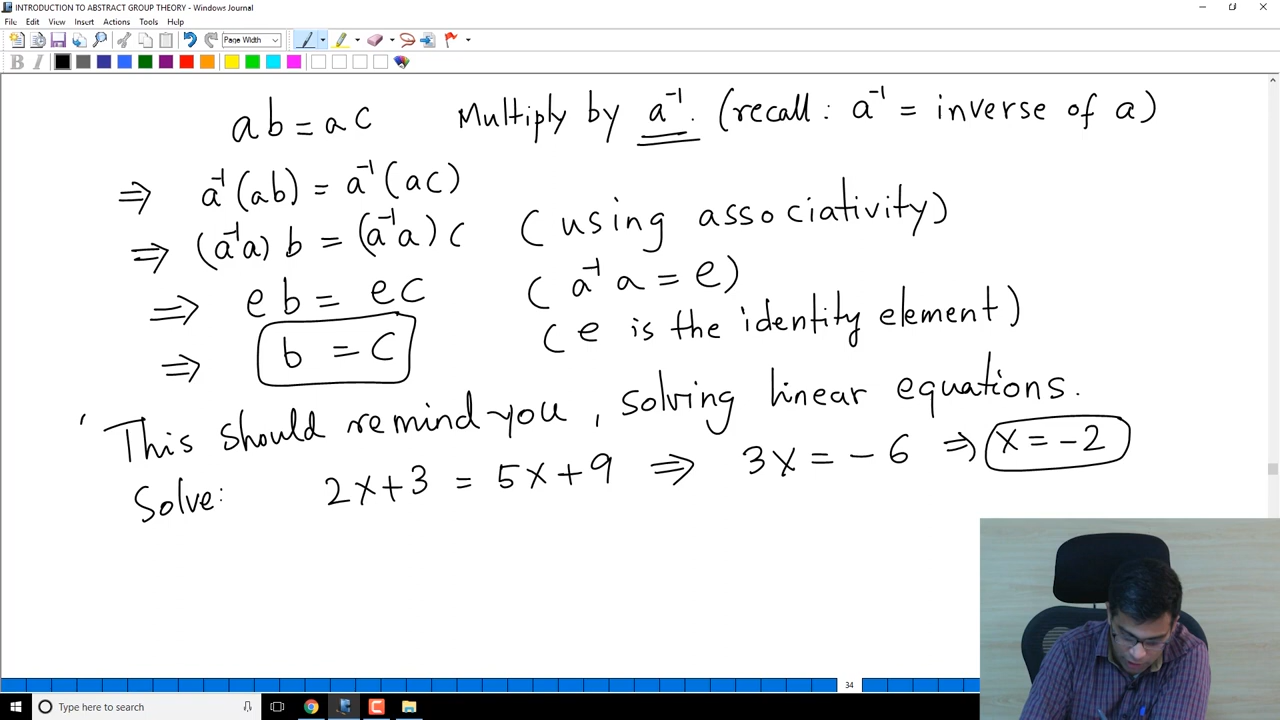 INTRODUCTION TO ABSTRACT GROUP THEORY - Windows Journal
File Edit View Insert Actions Tools Help
Page Width
B I
ab = ac Multiply by a⁻¹. (recall: a⁻¹ = inverse of a)
⇒ a⁻¹(ab) = a⁻¹(ac)
⇒ (a⁻¹a) b = (a⁻¹a) c (using associativity)
⇒ eb = ec (a⁻¹ a = e)
⇒ b = c (e is the identity element)
This should remind you, solving linear equations.
Solve: 2x+3 = 5x+9 ⇒ 3x = -6 ⇒ x = -2
34
Type here to search